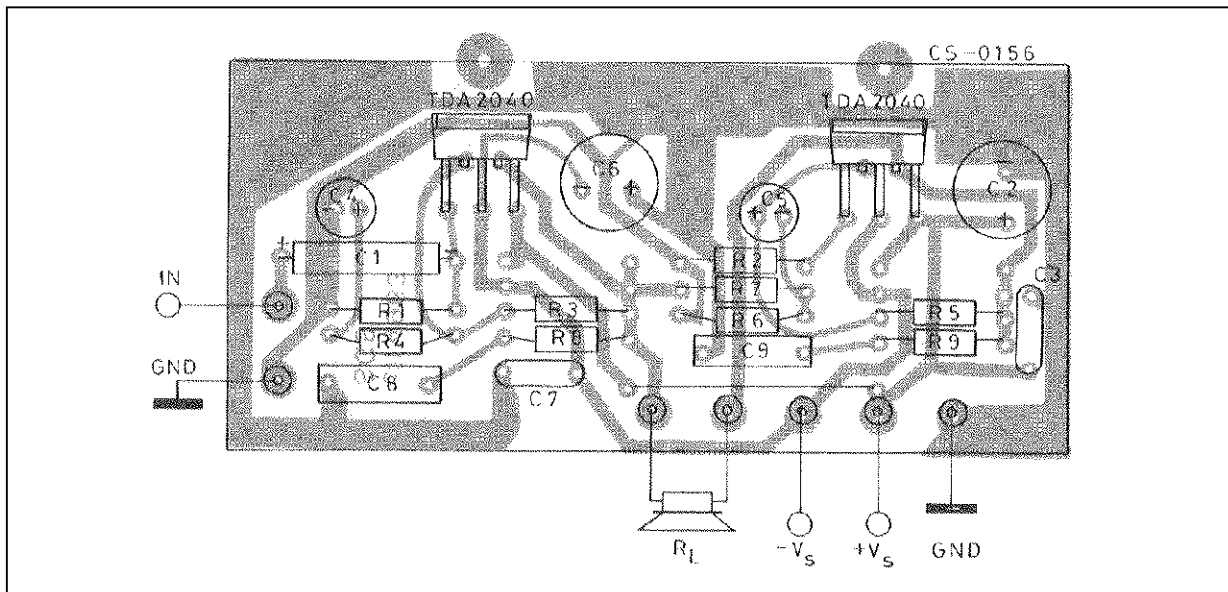 CS-0156
TDA2040 TDA2040
C4 C6 C5 C2
C1 R2 C3
IN R7
R1 R3 R6 R5
R4 R8 C9 R9
GND C8 C7
RL -Vs +Vs GND